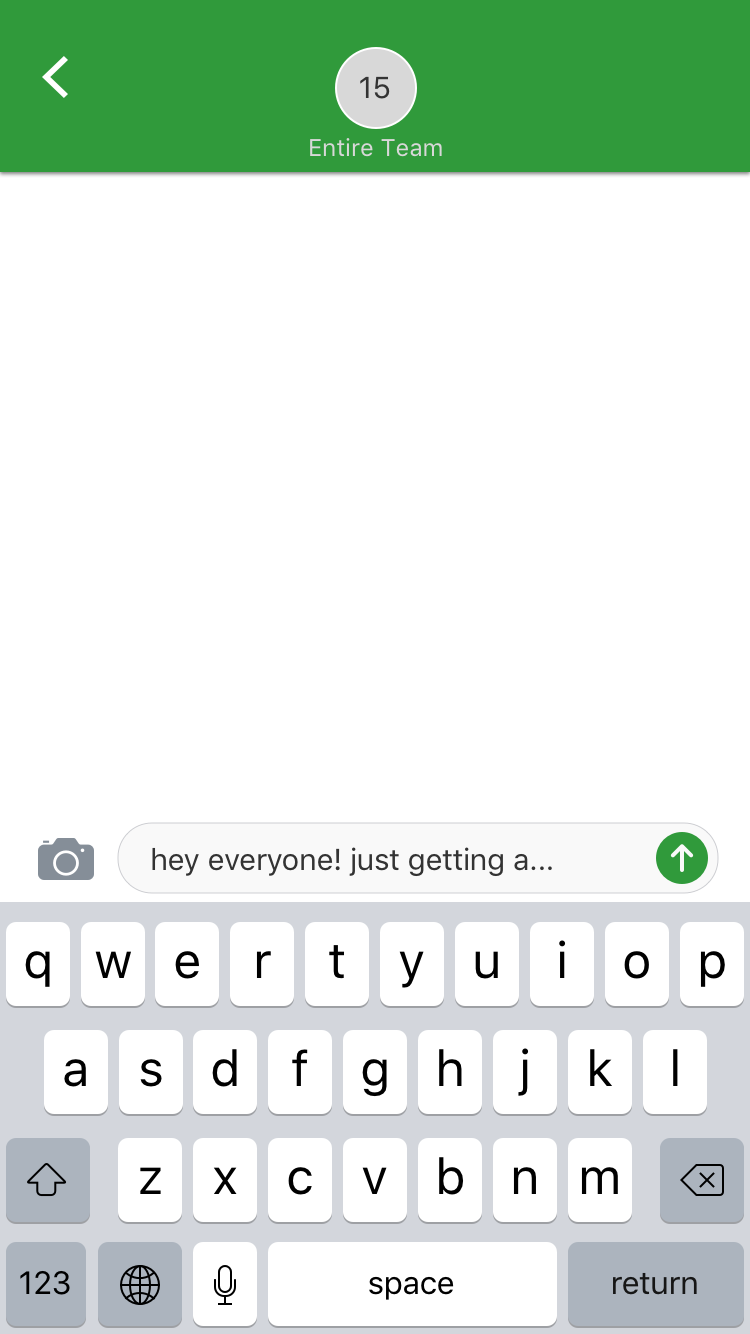 15
Entire Team
hey everyone! just getting a...
q w e r t y u i o p
a s d f g h j k l
z x c v b n m
123 space return